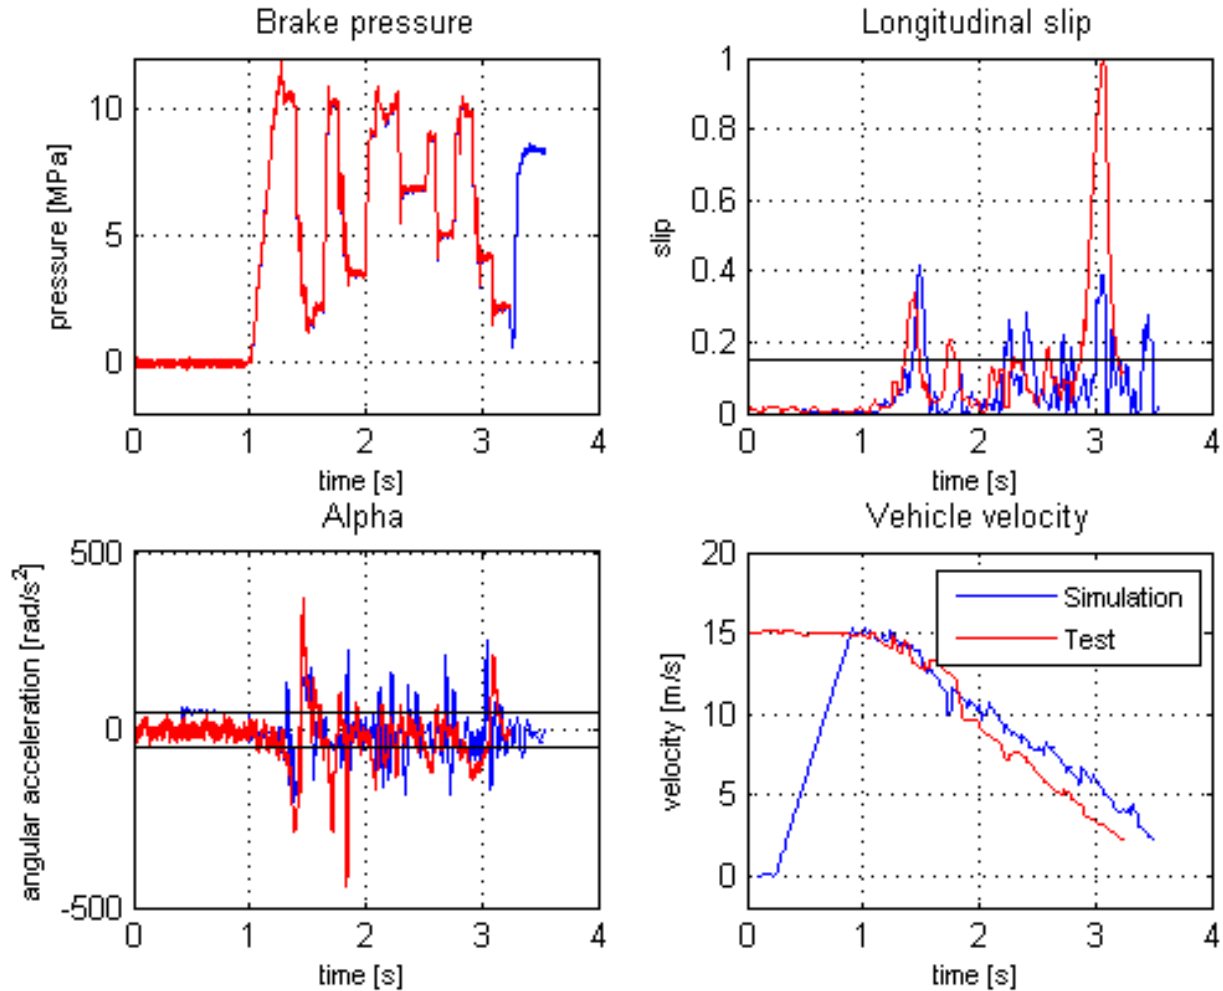 Brake pressure
10
5
0
pressure [MPa]
0 1 2 3 4
time [s]
Longitudinal slip
1
0.8
0.6
0.4
0.2
0
slip
0 1 2 3 4
time [s]
Alpha
500
0
-500
angular acceleration [rad/s²]
0 1 2 3 4
time [s]
Vehicle velocity
20
15
10
5
0
velocity [m/s]
Simulation
Test
0 1 2 3 4
time [s]